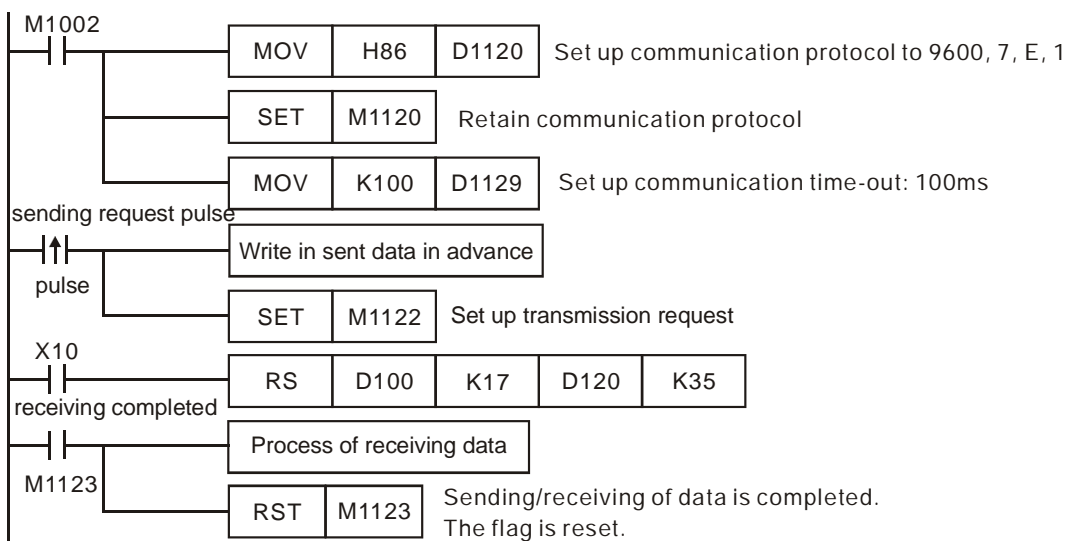 M1002
MOV H86 D1120 Set up communication protocol to 9600, 7, E, 1
SET M1120 Retain communication protocol
MOV K100 D1129 Set up communication time-out: 100ms
sending request pulse
Write in sent data in advance
pulse
SET M1122 Set up transmission request
X10
RS D100 K17 D120 K35
receiving completed
Process of receiving data
M1123
RST M1123 Sending/receiving of data is completed.
The flag is reset.